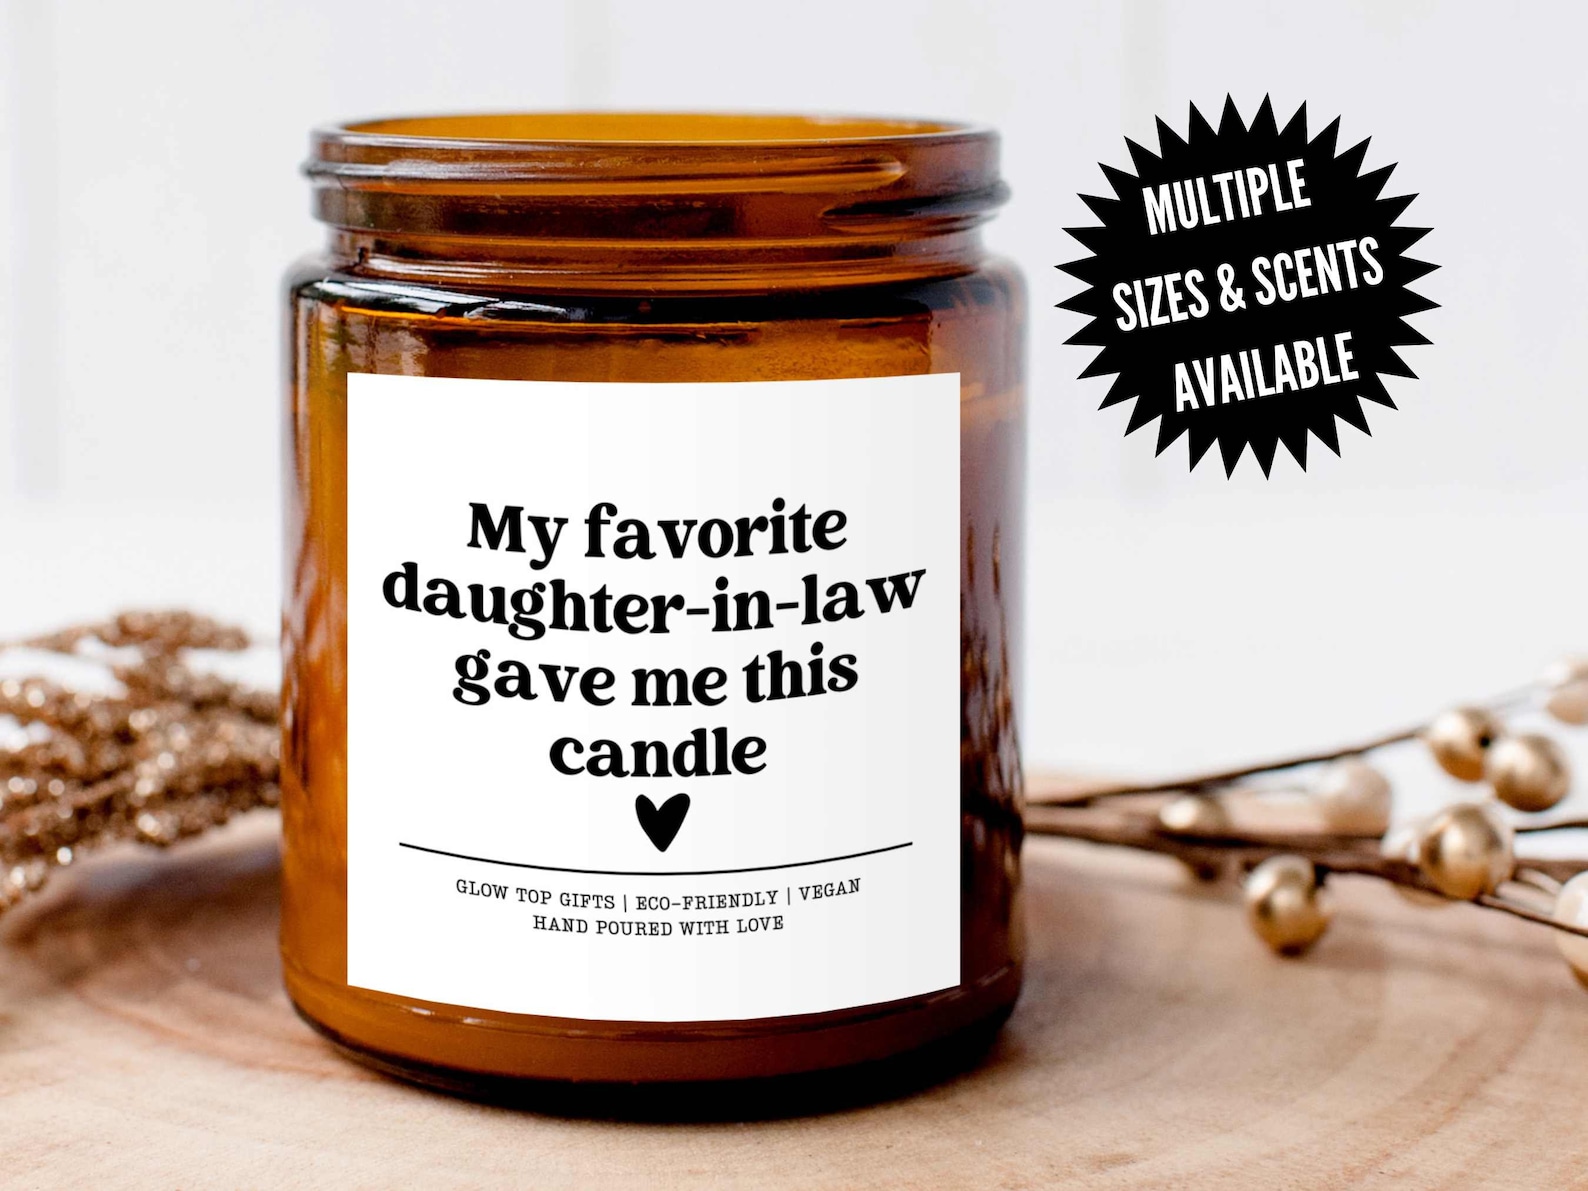 My favorite
daughter-in-law
gave me this
candle
GLOW TOP GIFTS | ECO-FRIENDLY | VEGAN
HAND POURED WITH LOVE
MULTIPLE
SIZES & SCENTS
AVAILABLE